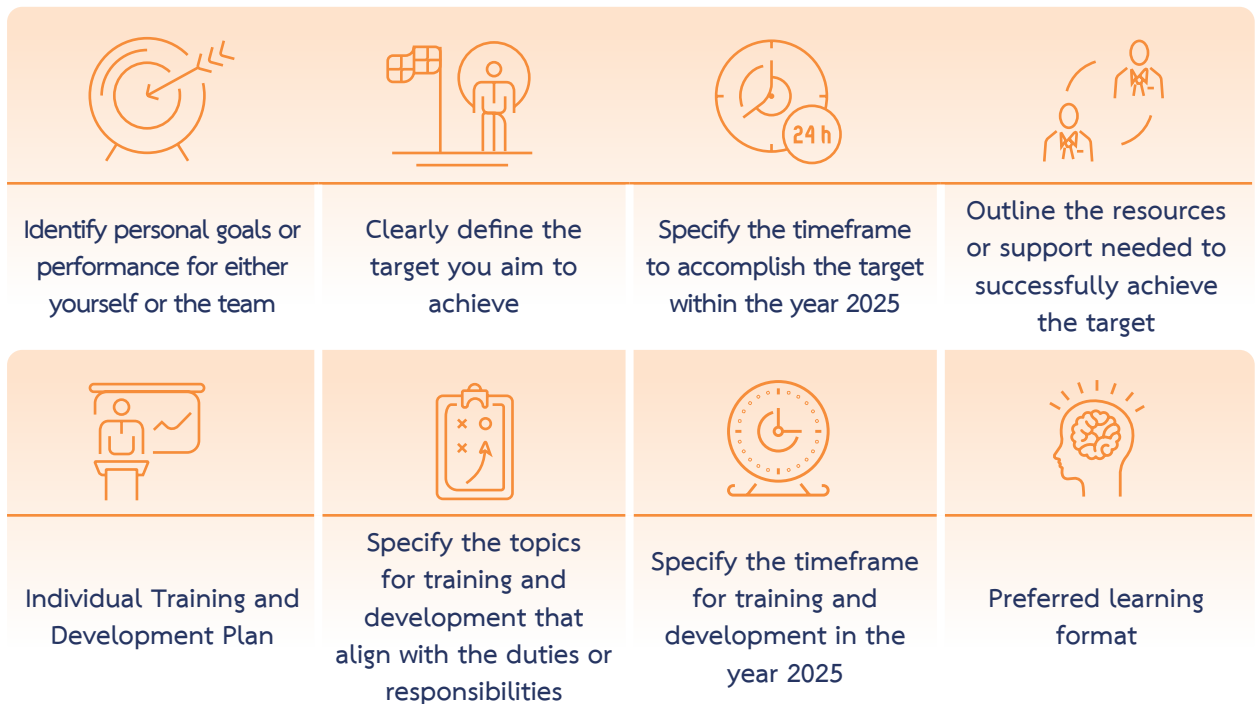 24 h
Identify personal goals or
performance for either
yourself or the team
Clearly define the
target you aim to
achieve
Specify the timeframe
to accomplish the target
within the year 2025
Outline the resources
or support needed to
successfully achieve
the target
Individual Training and
Development Plan
Specify the topics
for training and
development that
align with the duties or
responsibilities
Specify the timeframe
for training and
development in the
year 2025
Preferred learning
format